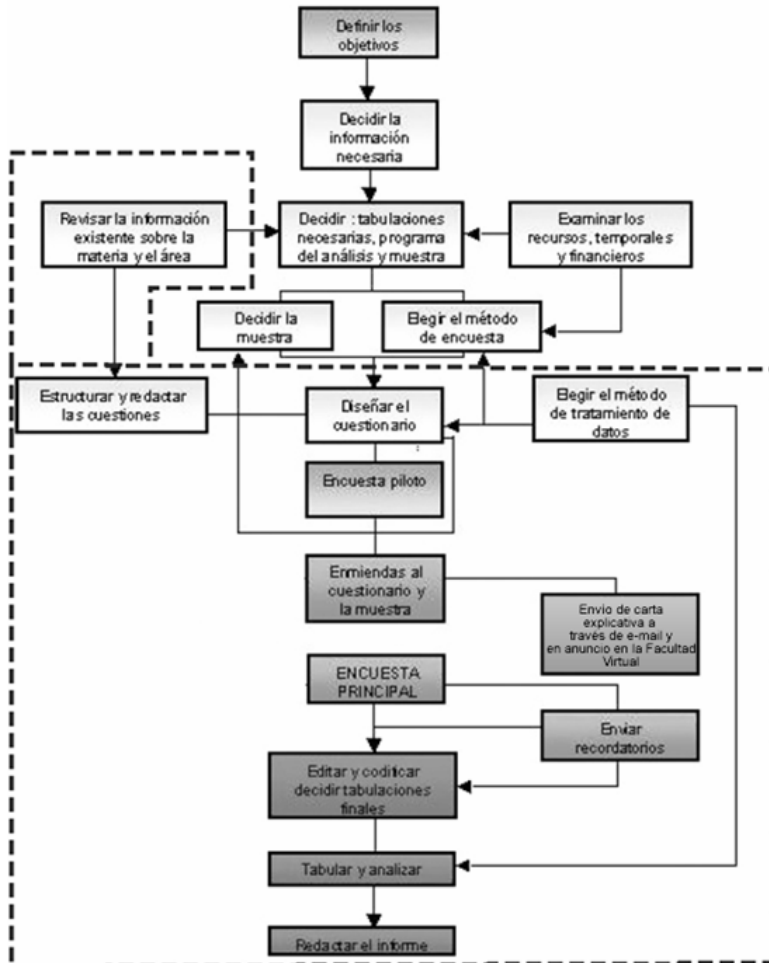 Definir los
objetivos
Decidir la
información
necesaria
Revisar la información
existente sobre la
materia y el área
Decidir : tabulaciones
necesarias, programa
del análisis y muestra
Examinar los
recursos, temporales
y financieros
Decidir la
muestra
Elegir el método
de encuesta
Estructurar y redactar
las cuestiones
Diseñar el
cuestionario
Elegir el método
de tratamiento de
datos
Encuesta piloto
Enmiendas al
cuestionario y
la muestra
Envío de carta
explicativa a
través de e-mail y
en anuncio en la Facultad
Virtual
ENCUESTA
PRINCIPAL
Enviar
recordatorios
Editar y codificar
decidir tabulaciones
finales
Tabular y analizar
Redactar el informe